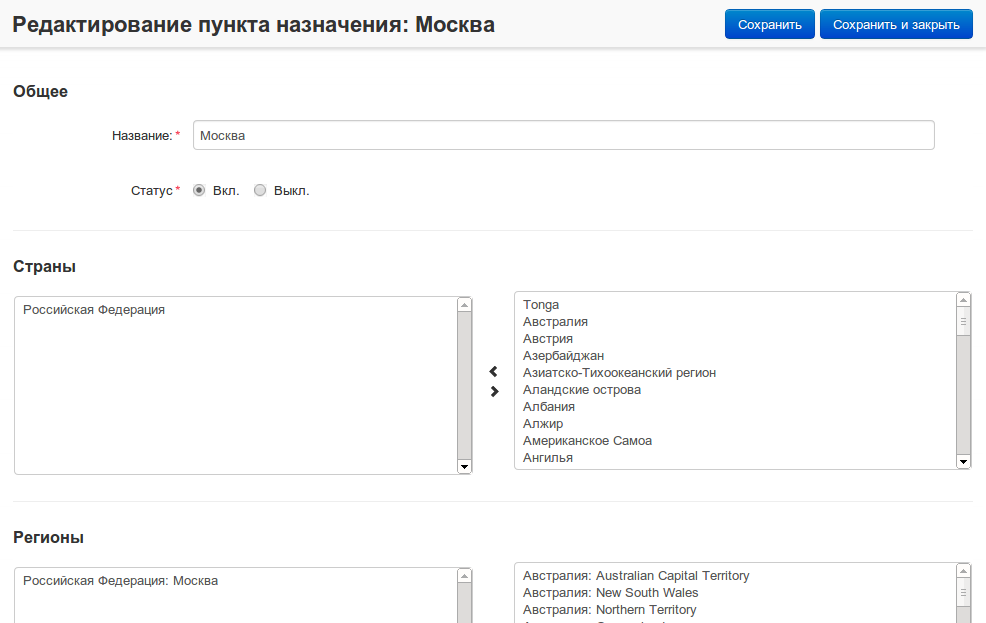 Редактирование пункта назначения: Москва
Сохранить
Сохранить и закрыть
Общее
Название:*
Москва
Статус*
Вкл.
Выкл.
Страны
Российская Федерация
Tonga
Австралия
Австрия
Азербайджан
Азиатско-Тихоокеанский регион
Аландские острова
Албания
Алжир
Американское Самоа
Ангилья
Регионы
Российская Федерация: Москва
Австралия: Australian Capital Territory
Австралия: New South Wales
Австралия: Northern Territory